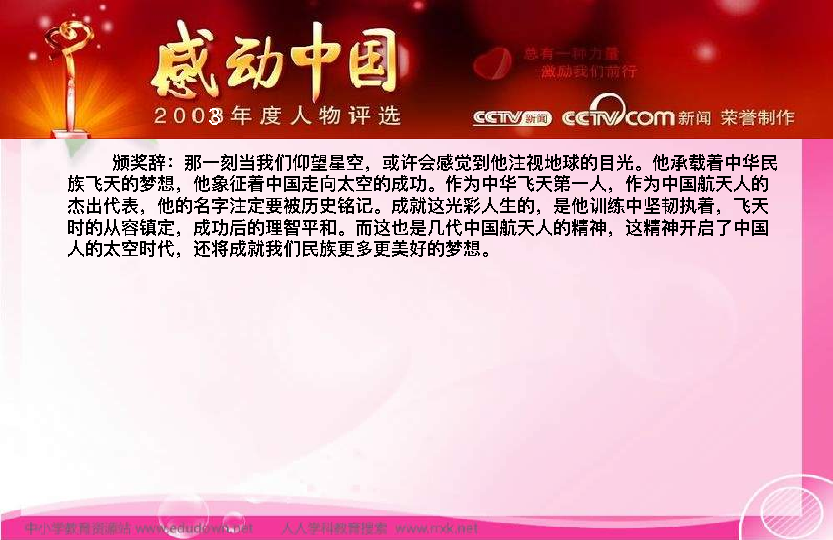 感动中国
2003年度人物评选
总有一种力量
激励我们前行
CCTV新闻 CCTV.com新闻 荣誉制作
颁奖辞：那一刻当我们仰望星空，或许会感觉到他注视地球的目光。他承载着中华民
族飞天的梦想，他象征着中国走向太空的成功。作为中华飞天第一人，作为中国航天人的
杰出代表，他的名字注定要被历史铭记。成就这光彩人生的，是他训练中坚韧执着，飞天
时的从容镇定，成功后的理智平和。而这也是几代中国航天人的精神，这精神开启了中国
人的太空时代，还将成就我们民族更多更美好的梦想。
中小学教育资源站 www.edudown.net 人人学科教育搜索 www.rrxk.net